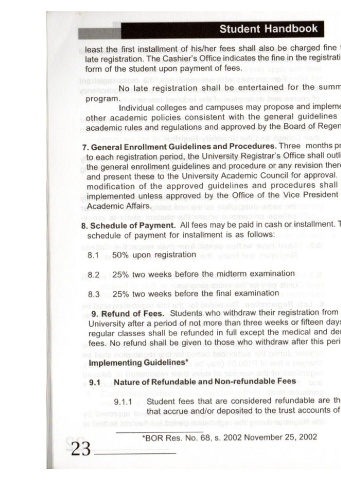 Student Handbook
least the first installment of his/her fees shall also be charged fine
late registration. The Cashier's Office indicates the fine in the registrati
form of the student upon payment of fees.
No late registration shall be entertained for the summ
program.
Individual colleges and campuses may propose and impleme
other academic policies consistent with the general guidelines
academic rules and regulations and approved by the Board of Regen
7. General Enrollment Guidelines and Procedures. Three months pr
to each registration period, the University Registrar's Office shall outli
the general enrollment guidelines and procedure or any revision there
and present these to the University Academic Council for approval.
modification of the approved guidelines and procedures shall
implemented unless approved by the Office of the Vice President
Academic Affairs.
8. Schedule of Payment. All fees may be paid in cash or installment. T
schedule of payment for installment is as follows:
8.1 50% upon registration
8.2 25% two weeks before the midterm examination
8.3 25% two weeks before the final examination
9. Refund of Fees. Students who withdraw their registration from
University after a period of not more than three weeks or fifteen days
regular classes shall be refunded in full except the medical and den
fees. No refund shall be given to those who withdraw after this peri
Implementing Guidelines*
9.1 Nature of Refundable and Non-refundable Fees
9.1.1 Student fees that are considered refundable are th
that accrue and/or deposited to the trust accounts of
*BOR Res. No. 68, s. 2002 November 25, 2002
23